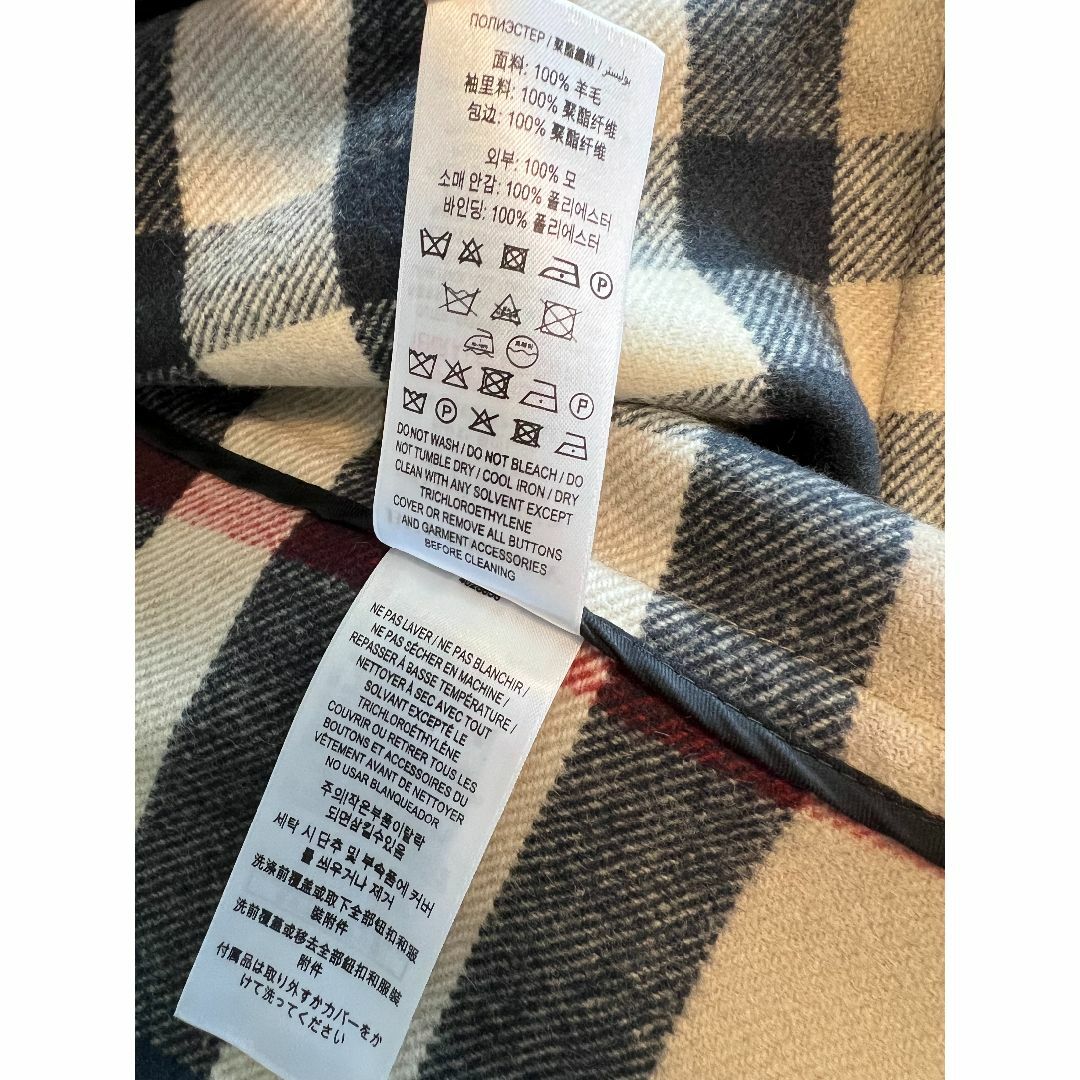 ПОЛИЭСТЕР / 聚酯纖維 / بوليستر
面料: 100% 羊毛
袖里料: 100% 聚酯纤维
包边: 100% 聚酯纤维
외부: 100% 모
소매 안감: 100% 폴리에스터
바인딩: 100% 폴리에스터
P
P
P
DO NOT WASH / DO NOT BLEACH / DO
NOT TUMBLE DRY / COOL IRON / DRY
CLEAN WITH ANY SOLVENT EXCEPT
TRICHLOROETHYLENE
COVER OR REMOVE ALL BUTTONS
AND GARMENT ACCESSORIES
BEFORE CLEANING
NE PAS LAVER / NE PAS BLANCHIR /
NE PAS SÉCHER EN MACHINE /
REPASSER À BASSE TEMPÉRATURE /
NETTOYER À SEC AVEC TOUT
SOLVANT EXCEPTÉ LE
TRICHLOROÉTHYLÈNE
COUVRIR OU RETIRER TOUS LES
BOUTONS ET ACCESSOIRES DU
VÊTEMENT AVANT DE NETTOYER
NO USAR BLANQUEADOR
주의!작은부품이탈락
되면삼킬수있음
세탁 시 단추 및 부속품에 커버
를 씌우거나 제거
洗涤前覆盖或取下全部钮扣和服
装附件
洗前覆蓋或移去全部鈕扣和服裝
附件
付属品は取り外すかカバーをか
けて洗ってください